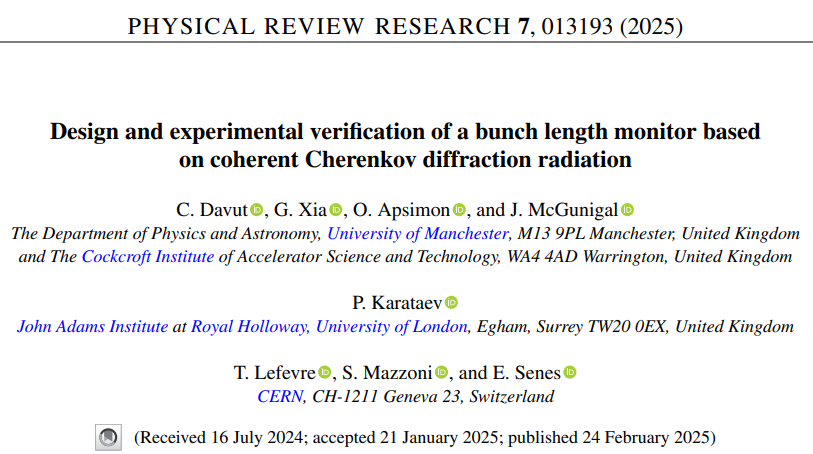 PHYSICAL REVIEW RESEARCH 7, 013193 (2025)
Design and experimental verification of a bunch length monitor based
on coherent Cherenkov diffraction radiation
C. Davut, G. Xia, O. Apsimon, and J. McGunigal
The Department of Physics and Astronomy, University of Manchester, M13 9PL Manchester, United Kingdom
and The Cockcroft Institute of Accelerator Science and Technology, WA4 4AD Warrington, United Kingdom
P. Karataev
John Adams Institute at Royal Holloway, University of London, Egham, Surrey TW20 0EX, United Kingdom
T. Lefevre, S. Mazzoni, and E. Senes
CERN, CH-1211 Geneva 23, Switzerland
(Received 16 July 2024; accepted 21 January 2025; published 24 February 2025)